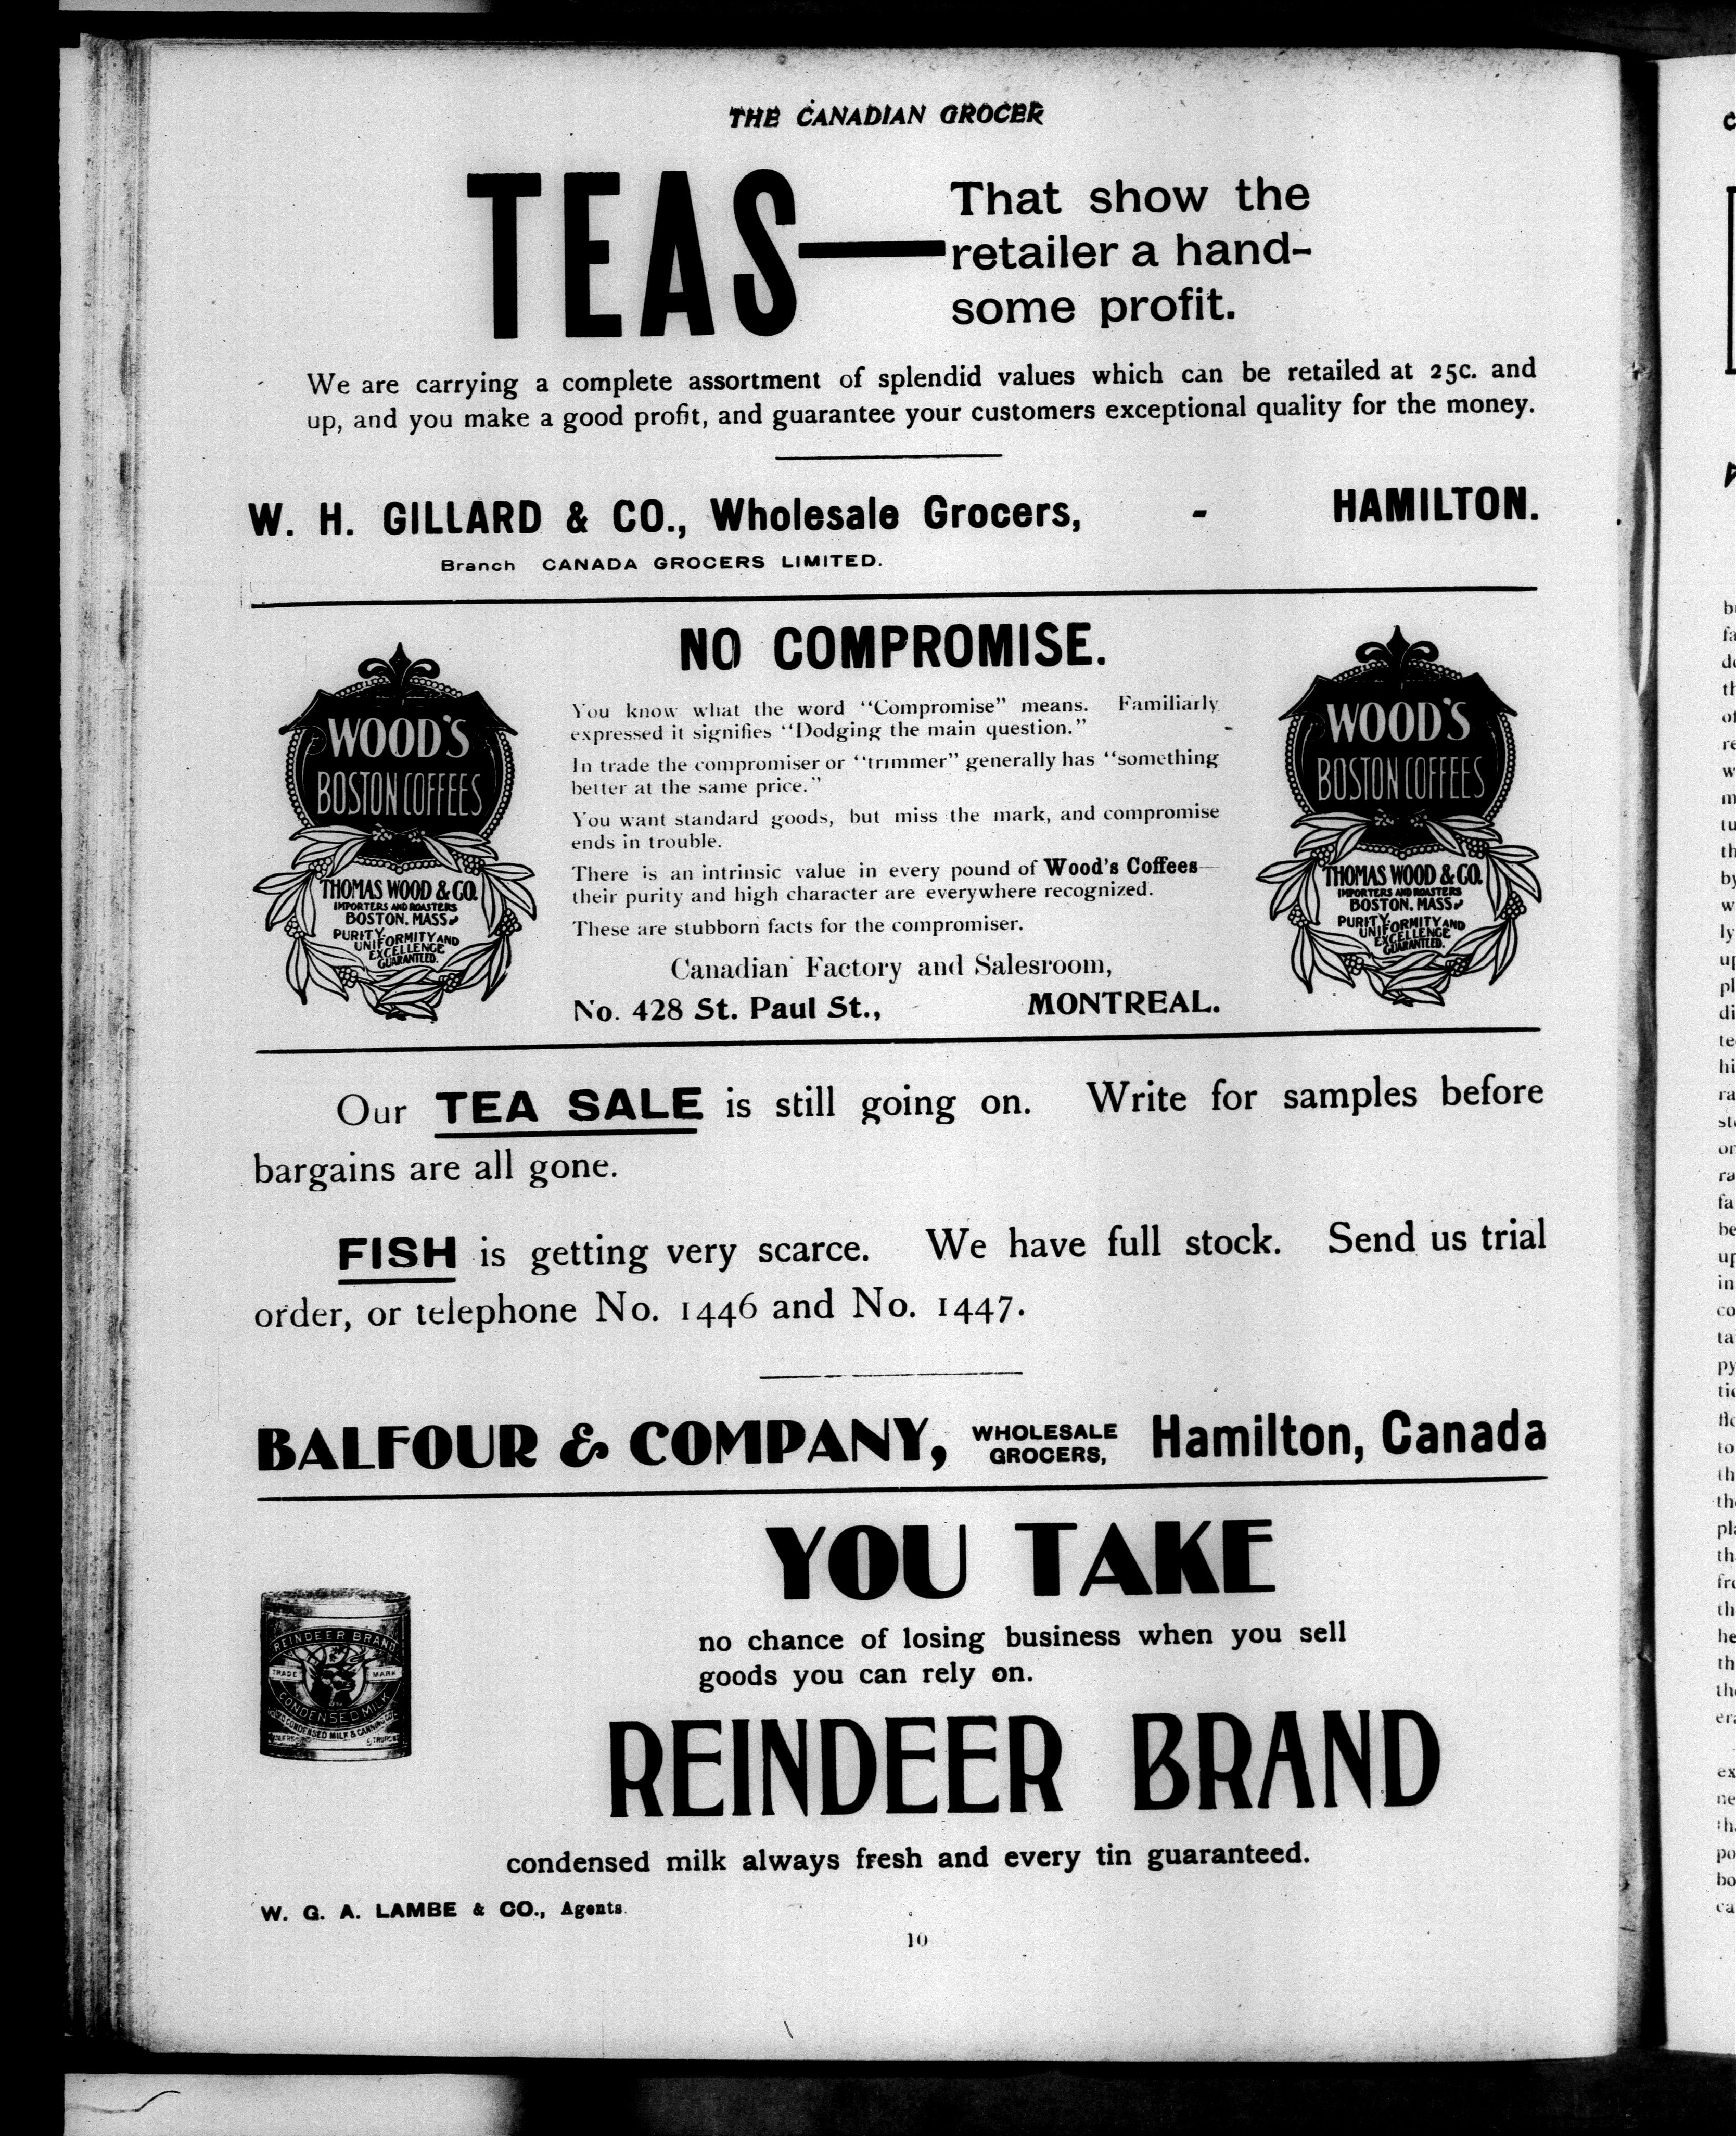 THE CANADIAN GROCER
TEAS—
That show the
retailer a hand-
some profit.
We are carrying a complete assortment of splendid values which can be retailed at 25c. and
up, and you make a good profit, and guarantee your customers exceptional quality for the money.
W. H. GILLARD & CO., Wholesale Grocers, - HAMILTON.
Branch CANADA GROCERS LIMITED.
WOOD'S
BOSTON COFFEES
THOMAS WOOD & CO.
IMPORTERS AND ROASTERS
BOSTON, MASS.
PURITY,
UNIFORMITY AND
EXCELLENCE
GUARANTEED.
NO COMPROMISE.
You know what the word "Compromise" means. Familiarly
expressed it signifies "Dodging the main question."
In trade the compromiser or "trimmer" generally has "something
better at the same price."
You want standard goods, but miss the mark, and compromise
ends in trouble.
There is an intrinsic value in every pound of Wood's Coffees—
their purity and high character are everywhere recognized.
These are stubborn facts for the compromiser.
Canadian Factory and Salesroom,
No. 428 St. Paul St., MONTREAL.
WOOD'S
BOSTON COFFEES
THOMAS WOOD & CO.
IMPORTERS AND ROASTERS
BOSTON, MASS.
PURITY,
UNIFORMITY AND
EXCELLENCE
GUARANTEED.
Our TEA SALE is still going on. Write for samples before
bargains are all gone.
FISH is getting very scarce. We have full stock. Send us trial
order, or telephone No. 1446 and No. 1447.
BALFOUR & COMPANY, WHOLESALE GROCERS, Hamilton, Canada
YOU TAKE
no chance of losing business when you sell
goods you can rely on.
REINDEER BRAND
TRADE MARK
CONDENSED MILK
CONDENSED MILK & CANNING
REINDEER BRAND
condensed milk always fresh and every tin guaranteed.
W. G. A. LAMBE & CO., Agents.
10